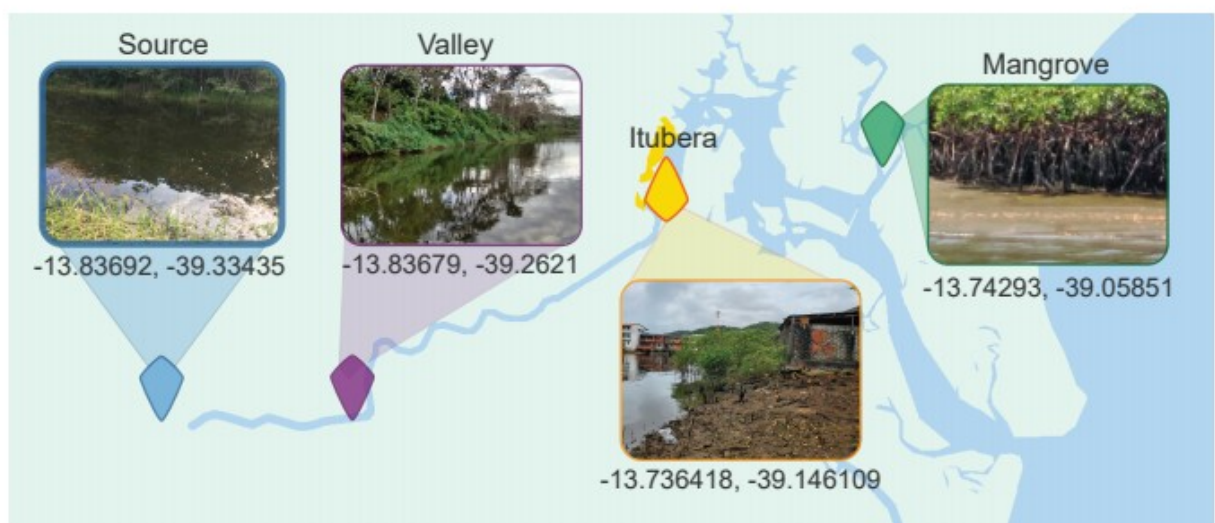 Source
-13.83692, -39.33435
Valley
-13.83679, -39.2621
Itubera
-13.736418, -39.146109
Mangrove
-13.74293, -39.05851